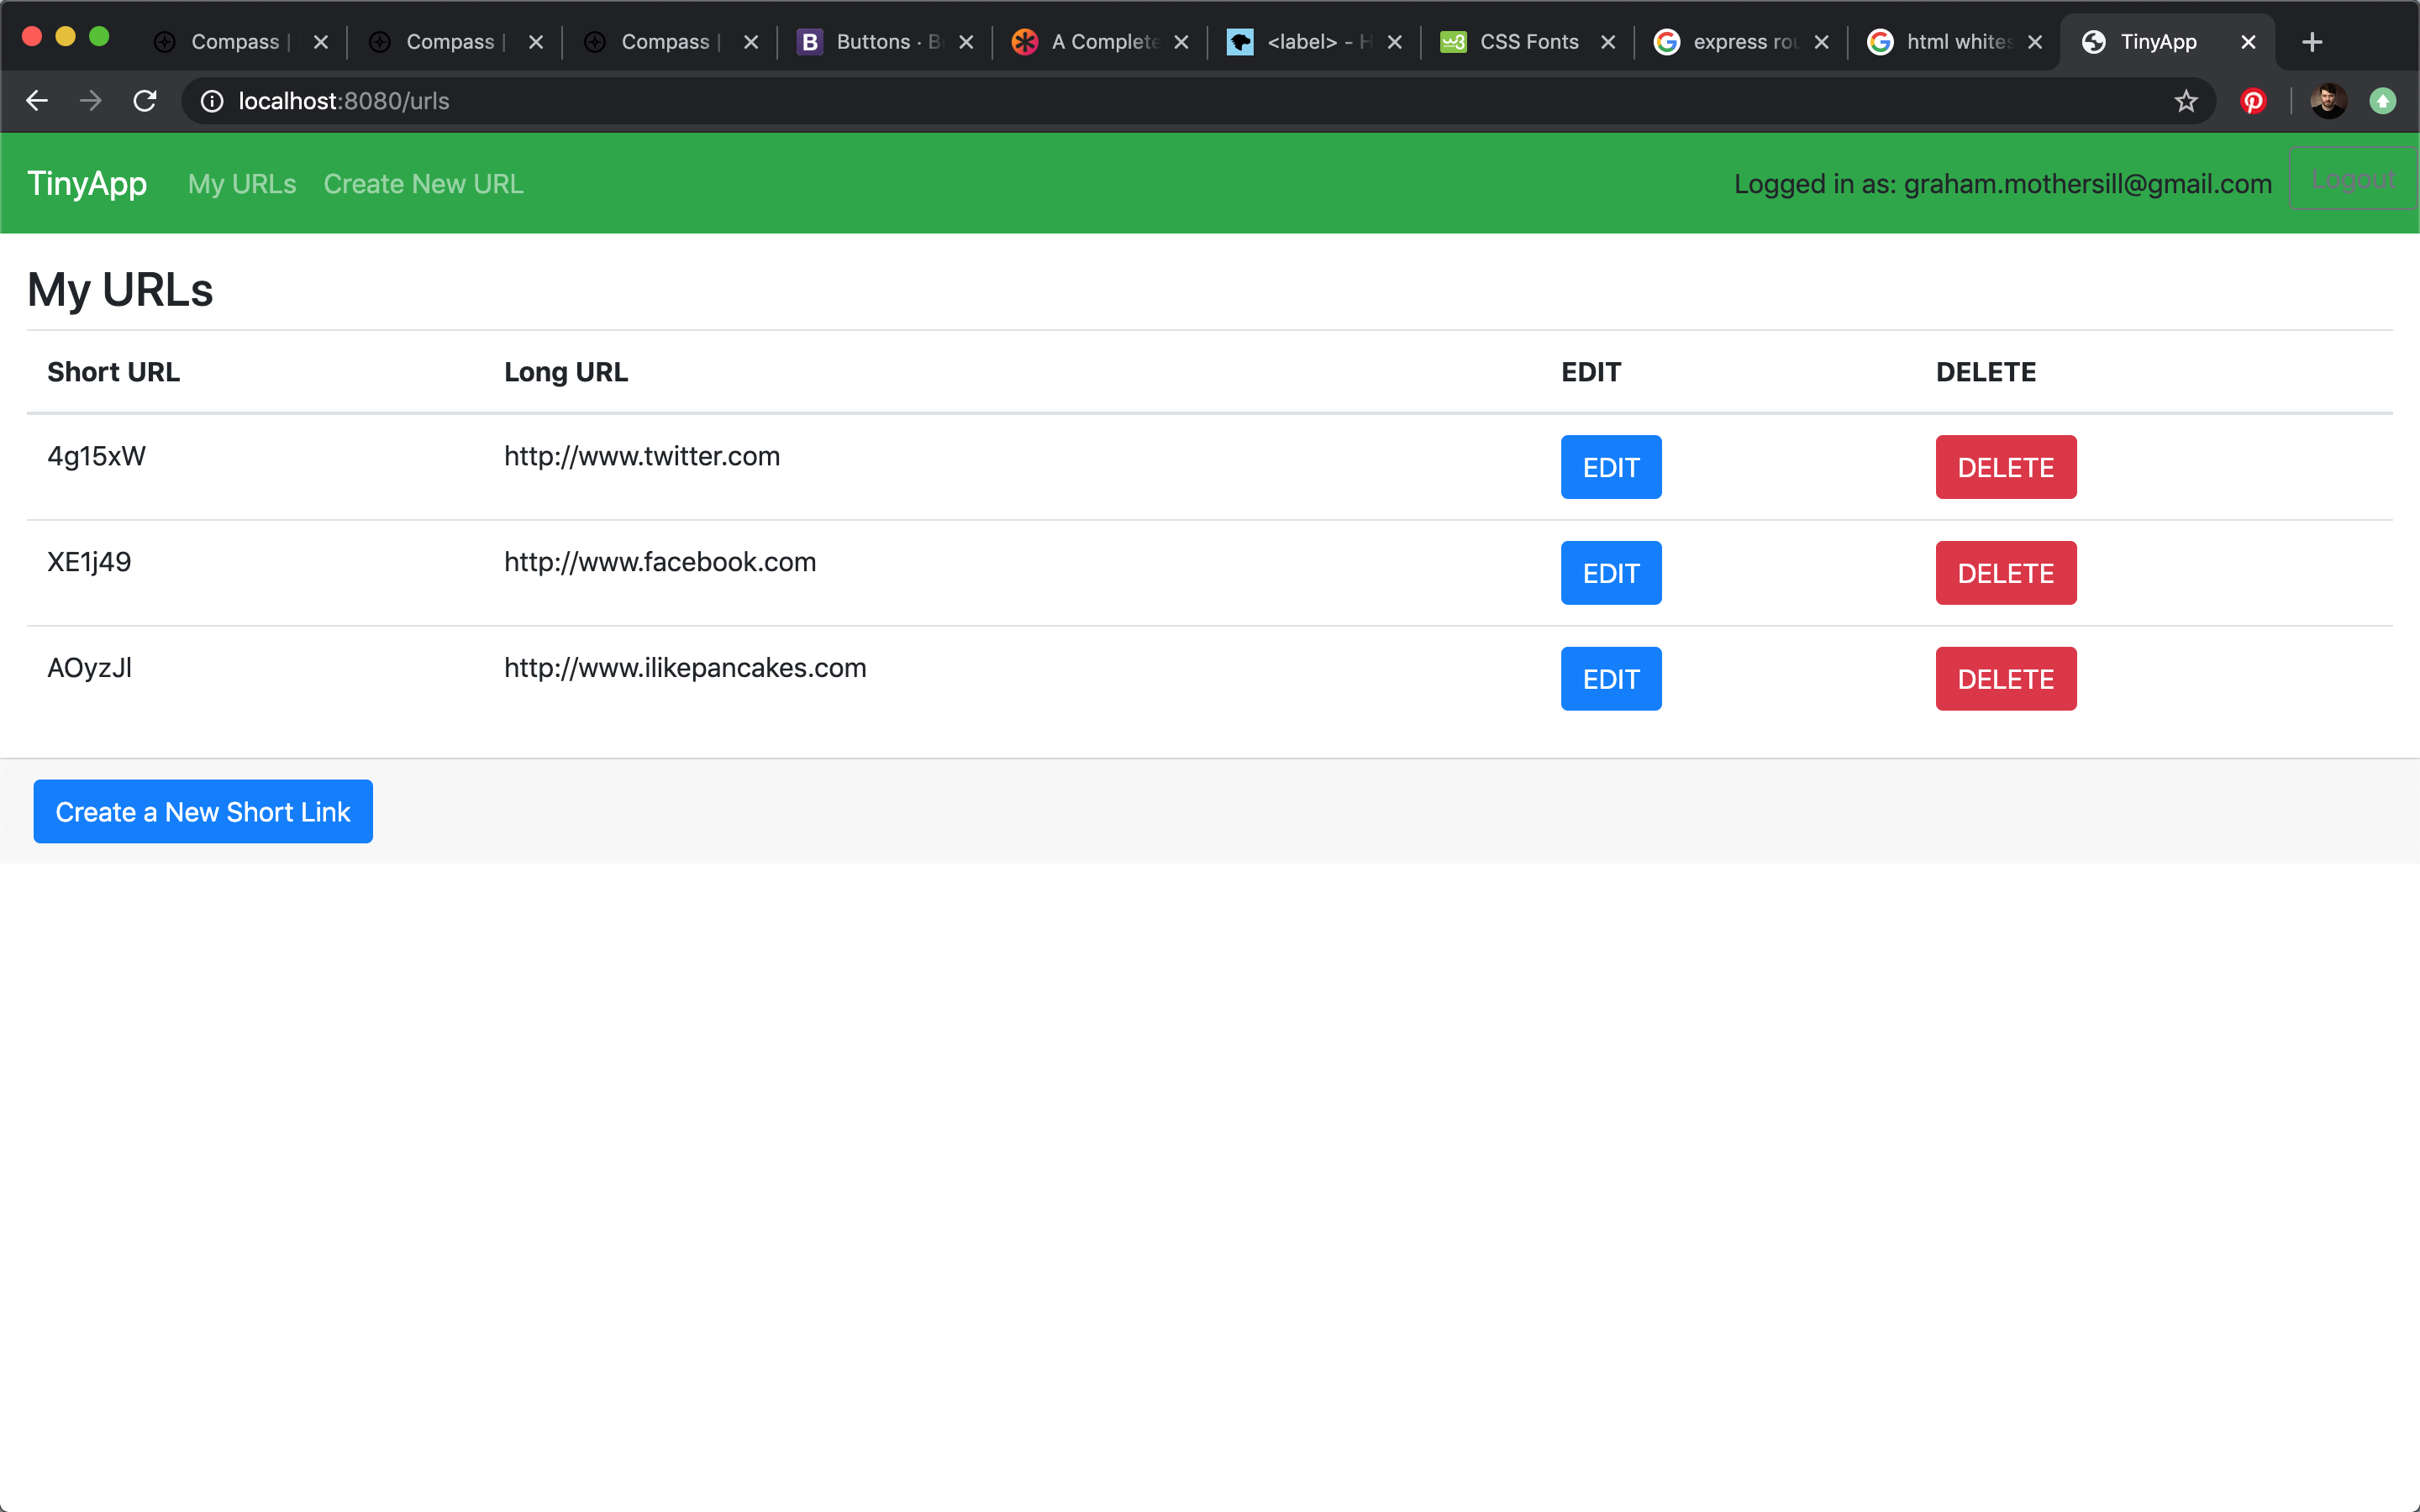 Compass | Compass | Compass | Buttons · B A Complete <label> - H CSS Fonts express rou html whites TinyApp
localhost:8080/urls
TinyApp My URLs Create New URL Logged in as: graham.mothersill@gmail.com Logout
My URLs
Short URL Long URL EDIT DELETE
4g15xW http://www.twitter.com EDIT DELETE
XE1j49 http://www.facebook.com EDIT DELETE
AOyzJl http://www.ilikepancakes.com EDIT DELETE
Create a New Short Link